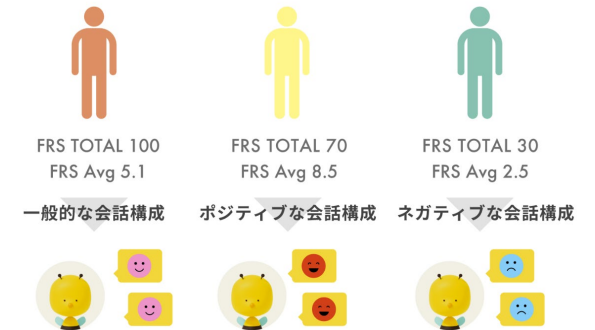 FRS TOTAL 100
FRS Avg 5.1
一般的な会話構成
FRS TOTAL 70
FRS Avg 8.5
ポジティブな会話構成
FRS TOTAL 30
FRS Avg 2.5
ネガティブな会話構成